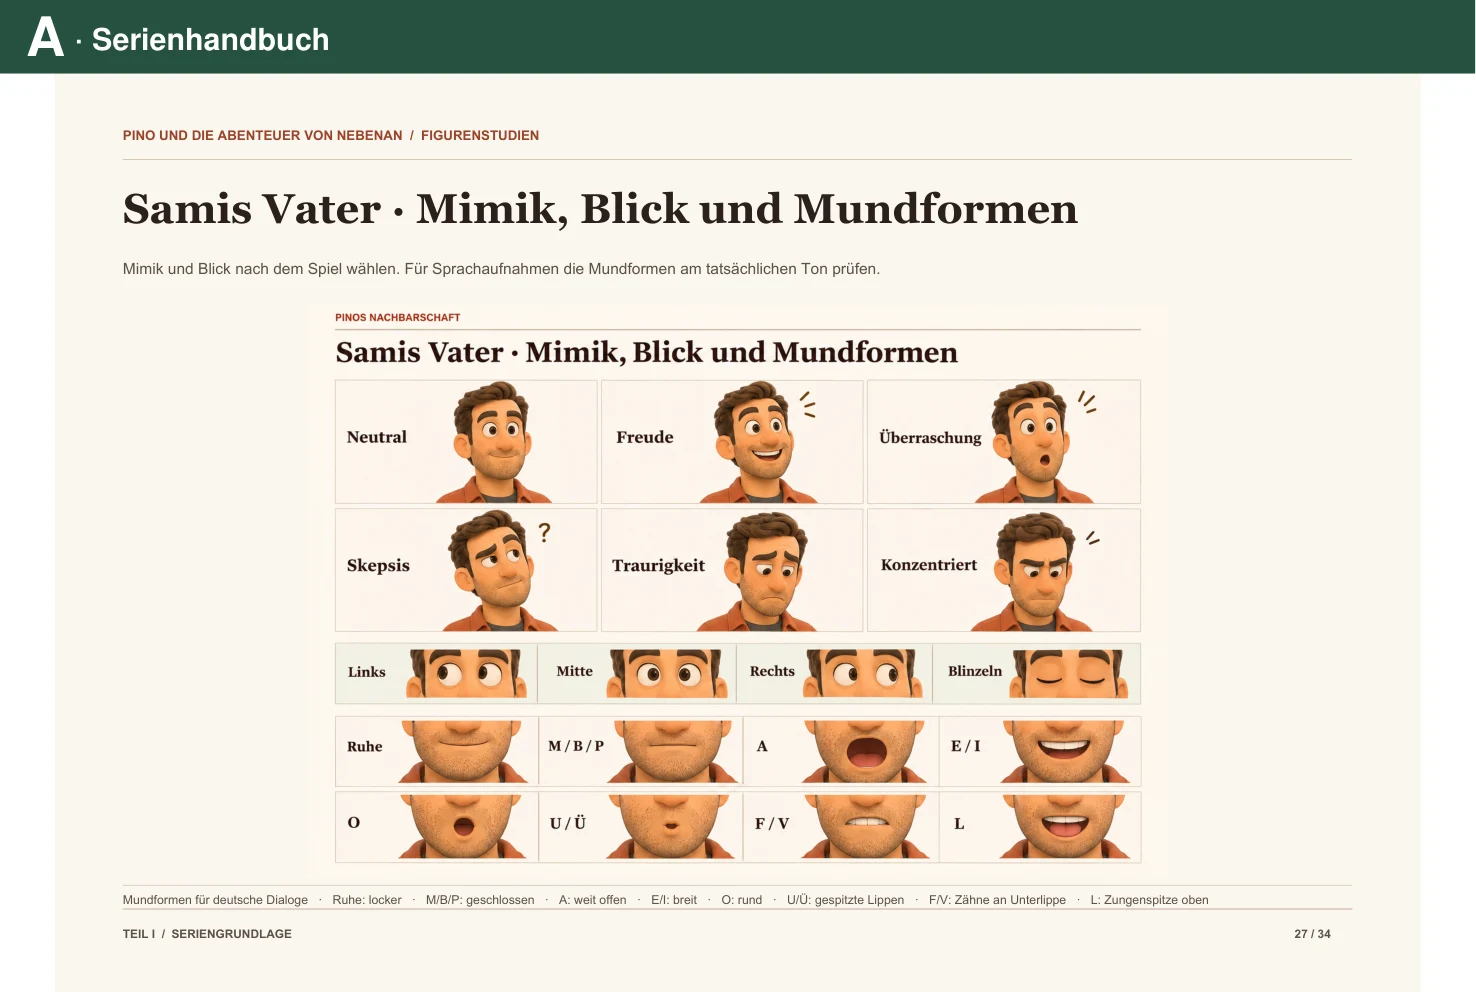 A · Serienhandbuch
PINO UND DIE ABENTEUER VON NEBENAN / FIGURENSTUDIEN
Samis Vater · Mimik, Blick und Mundformen
Mimik und Blick nach dem Spiel wählen. Für Sprachaufnahmen die Mundformen am tatsächlichen Ton prüfen.
PINOS NACHBARSCHAFT
Samis Vater · Mimik, Blick und Mundformen
Neutral
Freude
Überraschung
Skepsis
?
Traurigkeit
Konzentriert
Links
Mitte
Rechts
Blinzeln
Ruhe
M / B / P
A
E / I
O
U / Ü
F / V
L
Mundformen für deutsche Dialoge · Ruhe: locker · M/B/P: geschlossen · A: weit offen · E/I: breit · O: rund · U/Ü: gespitzte Lippen · F/V: Zähne an Unterlippe · L: Zungenspitze oben
TEIL I / SERIENGRUNDLAGE
27 / 34